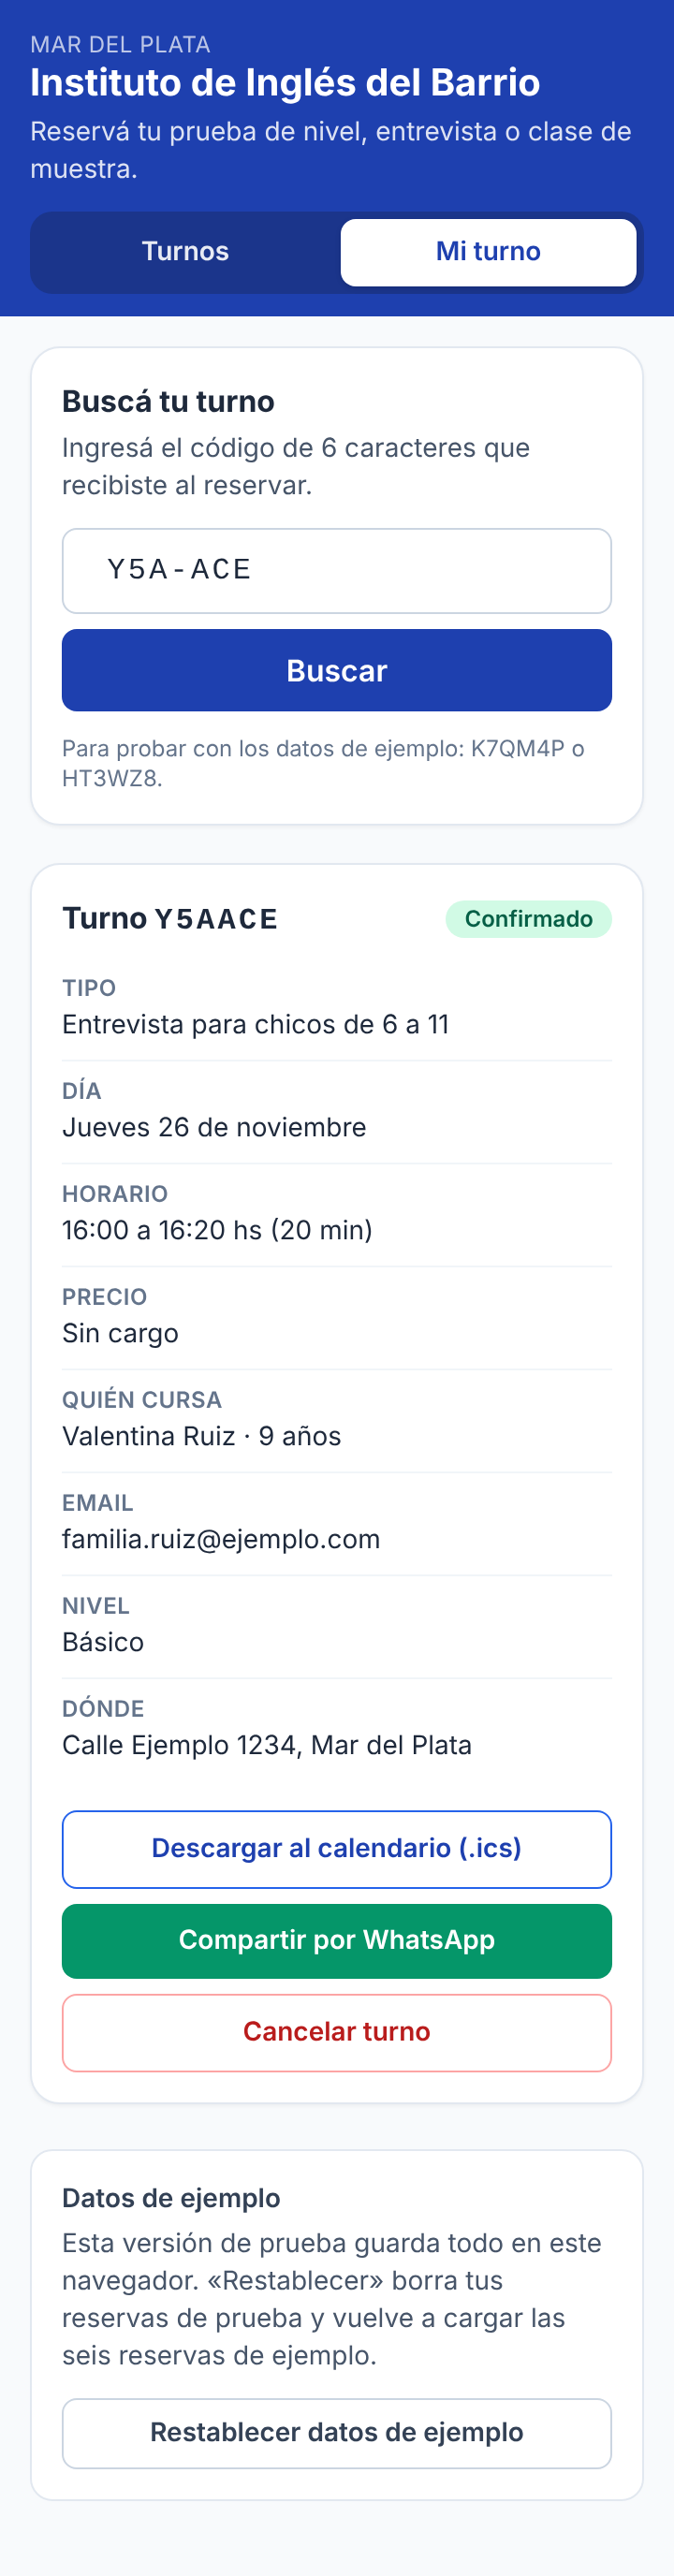 MAR DEL PLATA
Instituto de Inglés del Barrio
Reservá tu prueba de nivel, entrevista o clase de
muestra.
Turnos
Mi turno
Buscá tu turno
Ingresá el código de 6 caracteres que
recibiste al reservar.
Y5A-ACE
Buscar
Para probar con los datos de ejemplo: K7QM4P o
HT3WZ8.
Turno Y5AACE
Confirmado
TIPO
Entrevista para chicos de 6 a 11
DÍA
Jueves 26 de noviembre
HORARIO
16:00 a 16:20 hs (20 min)
PRECIO
Sin cargo
QUIÉN CURSA
Valentina Ruiz · 9 años
EMAIL
familia.ruiz@ejemplo.com
NIVEL
Básico
DÓNDE
Calle Ejemplo 1234, Mar del Plata
Descargar al calendario (.ics)
Compartir por WhatsApp
Cancelar turno
Datos de ejemplo
Esta versión de prueba guarda todo en este
navegador. «Restablecer» borra tus
reservas de prueba y vuelve a cargar las
seis reservas de ejemplo.
Restablecer datos de ejemplo